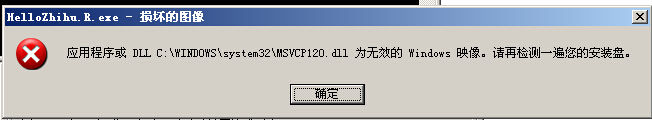 HelloZhihu.R.exe - 损坏的图像
应用程序或 DLL C:\WINDOWS\system32\MSVCP120.dll 为无效的 Windows 映像。请再检测一遍您的安装盘。
确定